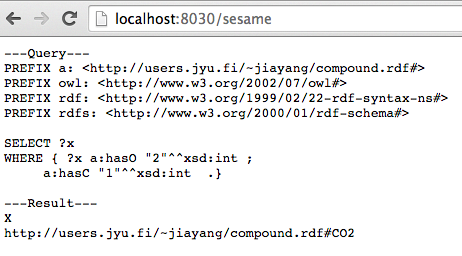 localhost:8030/sesame
---Query---
PREFIX a: <http://users.jyu.fi/~jiayang/compound.rdf#>
PREFIX owl: <http://www.w3.org/2002/07/owl#>
PREFIX rdf: <http://www.w3.org/1999/02/22-rdf-syntax-ns#>
PREFIX rdfs: <http://www.w3.org/2000/01/rdf-schema#>
SELECT ?x
WHERE { ?x a:hasO "2"^^xsd:int ;
a:hasC "1"^^xsd:int  .}
---Result---
X
http://users.jyu.fi/~jiayang/compound.rdf#CO2